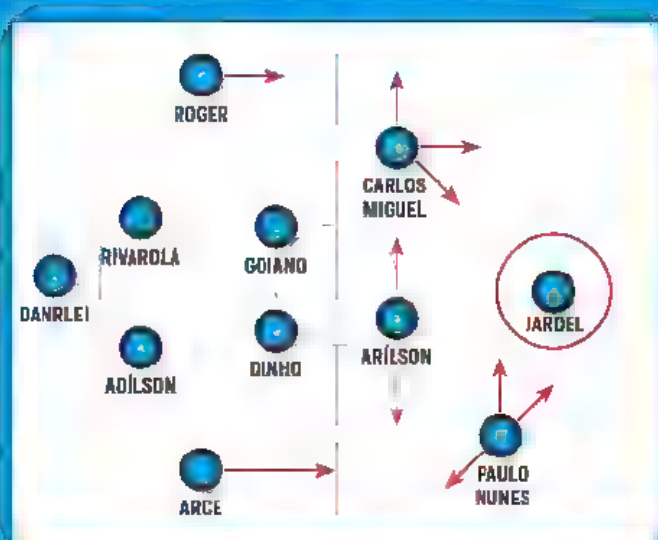 ROGER
CARLOS
MIGUEL
RIVAROLA
GOIANO
DANRLEI
JARDEL
ADÍLSON
DINHO
ARÍLSON
ARCE
PAULO
NUNES